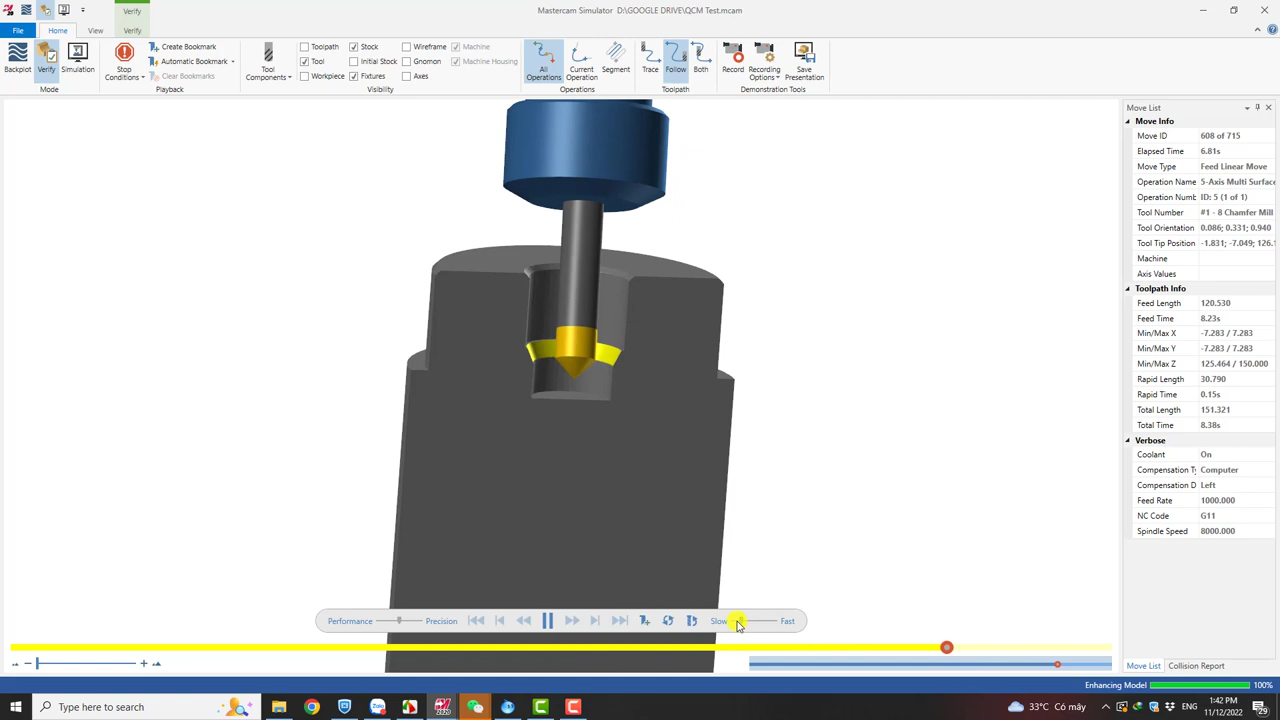 Mastercam Simulator D:\GOOGLE DRIVE\QCM Test.mcam
Verify
File
Home
View
Verify
Backplot
Verify
Simulation
Mode
Stop Conditions
Create Bookmark
Automatic Bookmark
Clear Bookmarks
Playback
Tool Components
Toolpath
Tool
Workpiece
Stock
Initial Stock
Fixtures
Wireframe
Gnomon
Axes
Machine
Machine Housing
Visibility
All Operations
Current Operation
Segment
Operations
Trace
Follow
Both
Toolpath
Record
Recording Options
Save Presentation
Demonstration Tools
Move List
Move Info
Move ID 608 of 715
Elapsed Time 6.81s
Move Type Feed Linear Move
Operation Name 5-Axis Multi Surface
Operation Numb ID: 5 (1 of 1)
Tool Number #1 - 8 Chamfer Mill
Tool Orientation 0.086; 0.331; 0.940
Tool Tip Position -1.831; -7.049; 126.1
Machine
Axis Values
Toolpath Info
Feed Length 120.530
Feed Time 8.23s
Min/Max X -7.283 / 7.283
Min/Max Y -7.283 / 7.283
Min/Max Z 125.464 / 150.000
Rapid Length 30.790
Rapid Time 0.15s
Total Length 151.321
Total Time 8.38s
Verbose
Coolant On
Compensation Ty Computer
Compensation D Left
Feed Rate 1000.000
NC Code G11
Spindle Speed 8000.000
Performance Precision
Slow Fast
Move List Collision Report
Enhancing Model 100%
Type here to search
33°C Có mây
1:42 PM
11/12/2022